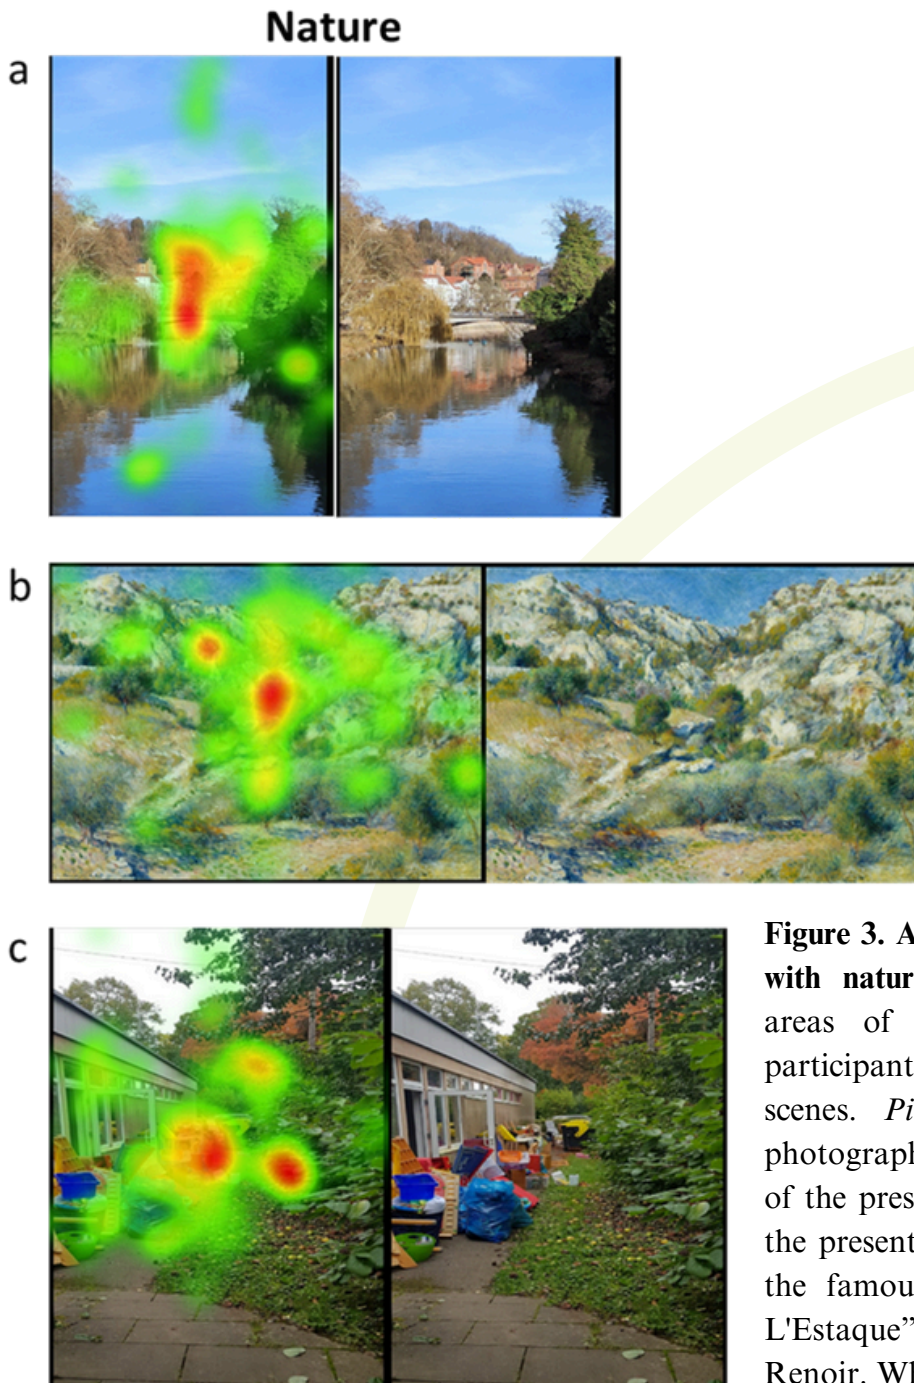 Nature
a
b
c
Figure 3. A
with natur
areas of
participant
scenes. Pi
photograph
of the pres
the present
the famou
L'Estaque”
Renoir. Wh